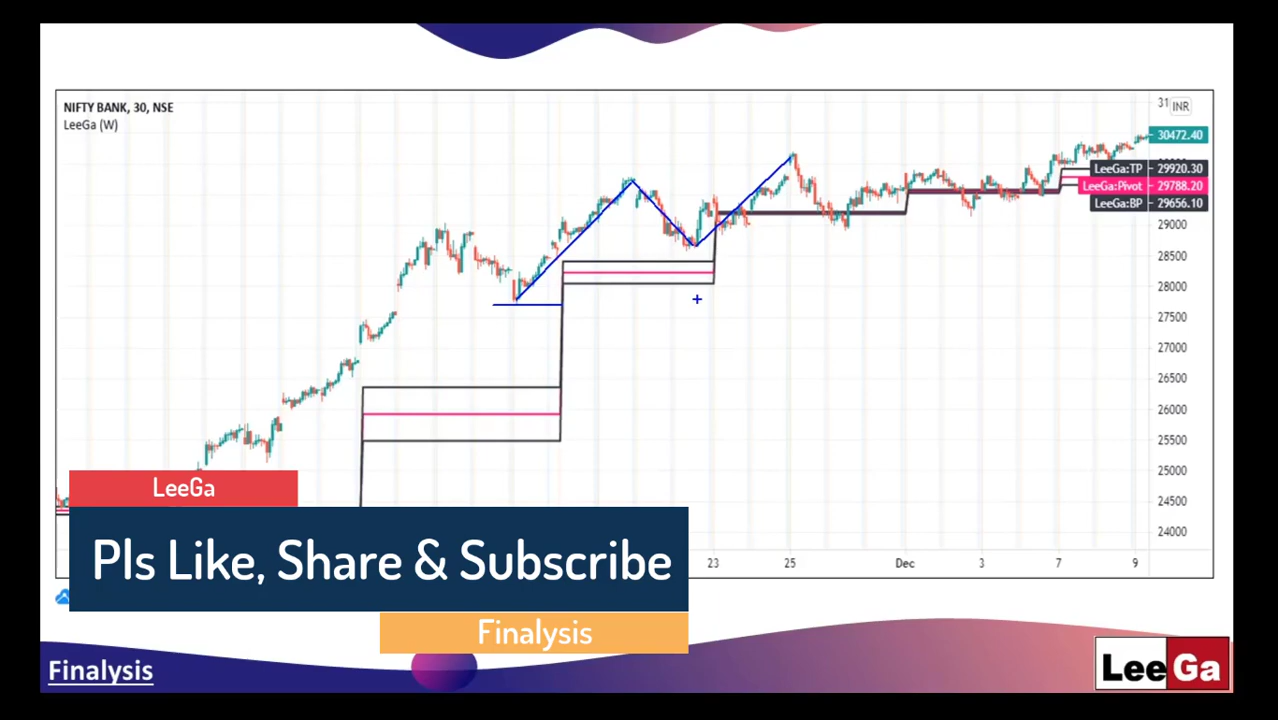 NIFTY BANK, 30, NSE
LeeGa (W)
31
INR
30472.40
LeeGa:TP
29920.30
LeeGa:Pivot
29788.20
LeeGa:BP
29656.10
29000
28500
28000
27500
27000
26500
26000
25500
25000
24500
24000
23
25
Dec
3
7
9
LeeGa
Pls Like, Share & Subscribe
Finalysis
Finalysis
LeeGa